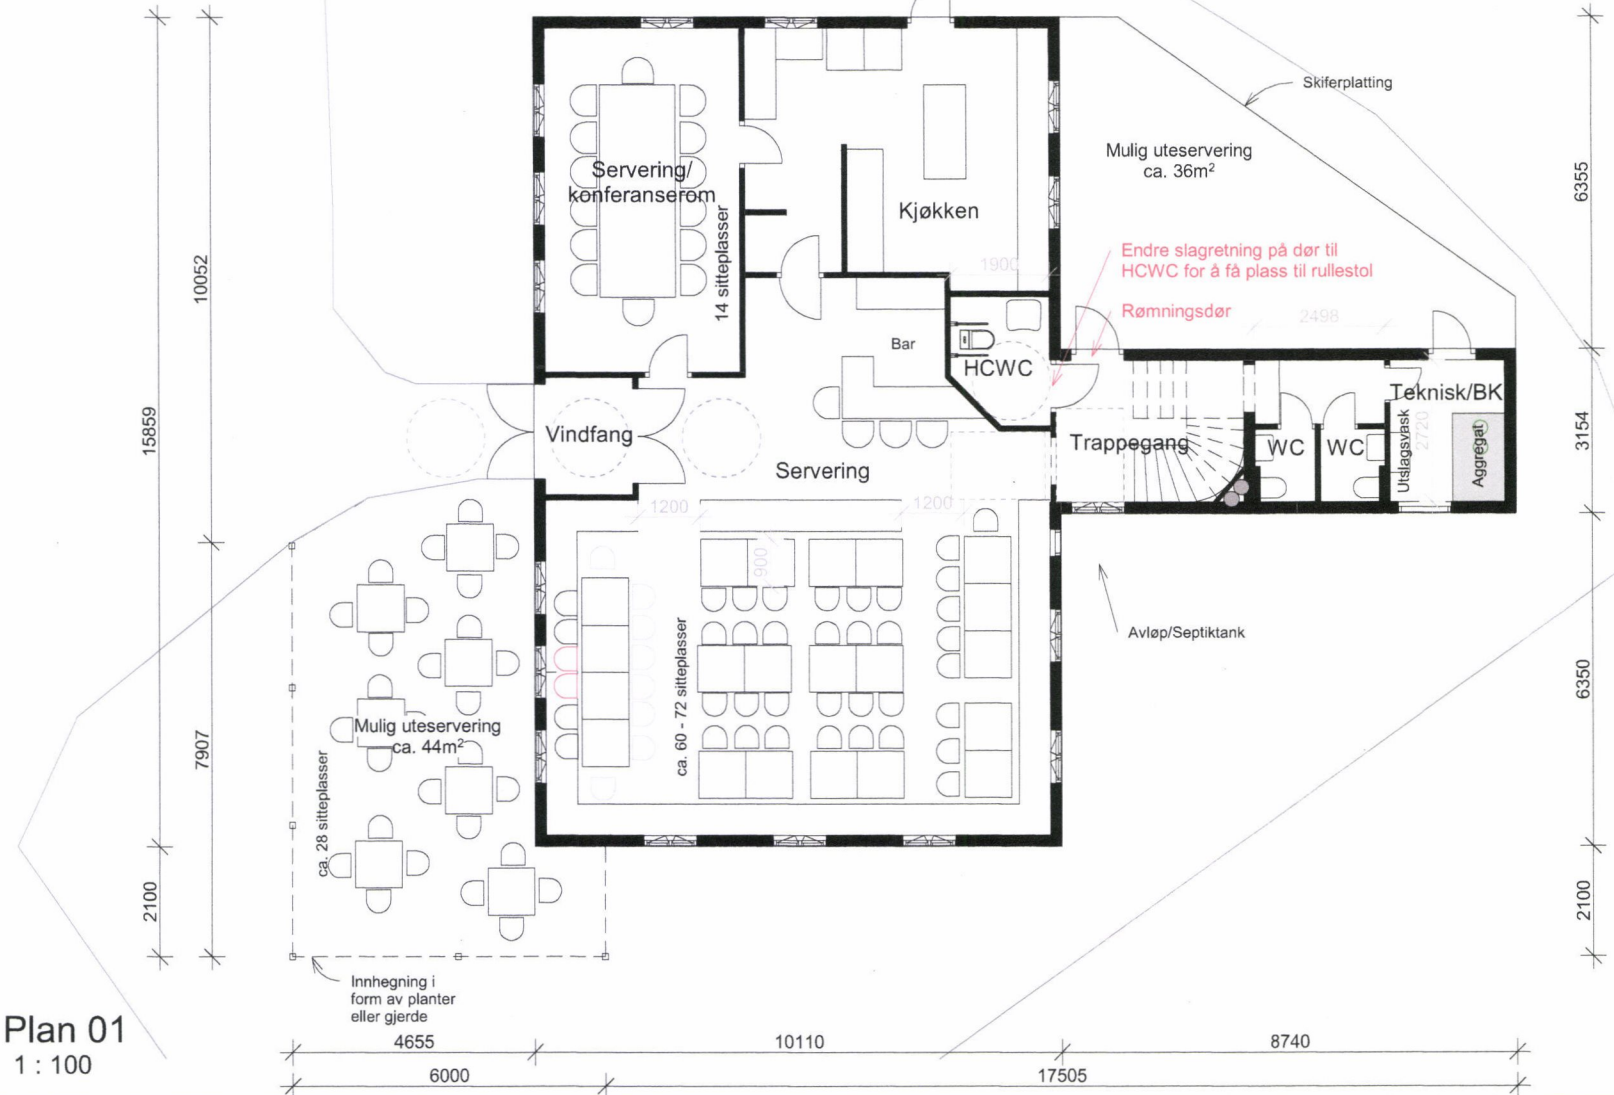 Skiferplatting
Mulig uteservering
ca. 36m²
6355
Servering/
konferanserom
14 sitteplasser
Kjøkken
10052
Endre slagretning på dør til
HCWC for å få plass til rullestol
1900
Rømningsdør
2498
Bar
HCWC
Teknisk/BK
15859
Vindfang
Trappegang
WC
WC
Utslagsvask
2720
Aggregat
3154
Servering
1200
1200
900
Avløp/Septiktank
ca. 60 - 72 sitteplasser
6350
Mulig uteservering
ca. 44m²
7907
ca. 28 sitteplasser
2100
2100
Innhegning i
form av planter
eller gjerde
Plan 01
1 : 100
4655
10110
8740
6000
17505